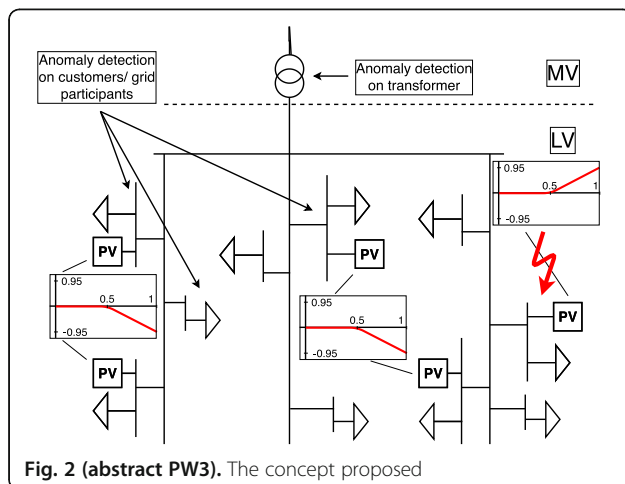 Anomaly detection
on customers/ grid
participants
Anomaly detection
on transformer
MV
LV
0.95
0.5
1
-0.95
PV
PV
0.95
0.5
1
-0.95
0.95
0.5
1
-0.95
PV
PV
PV
Fig. 2 (abstract PW3). The concept proposed